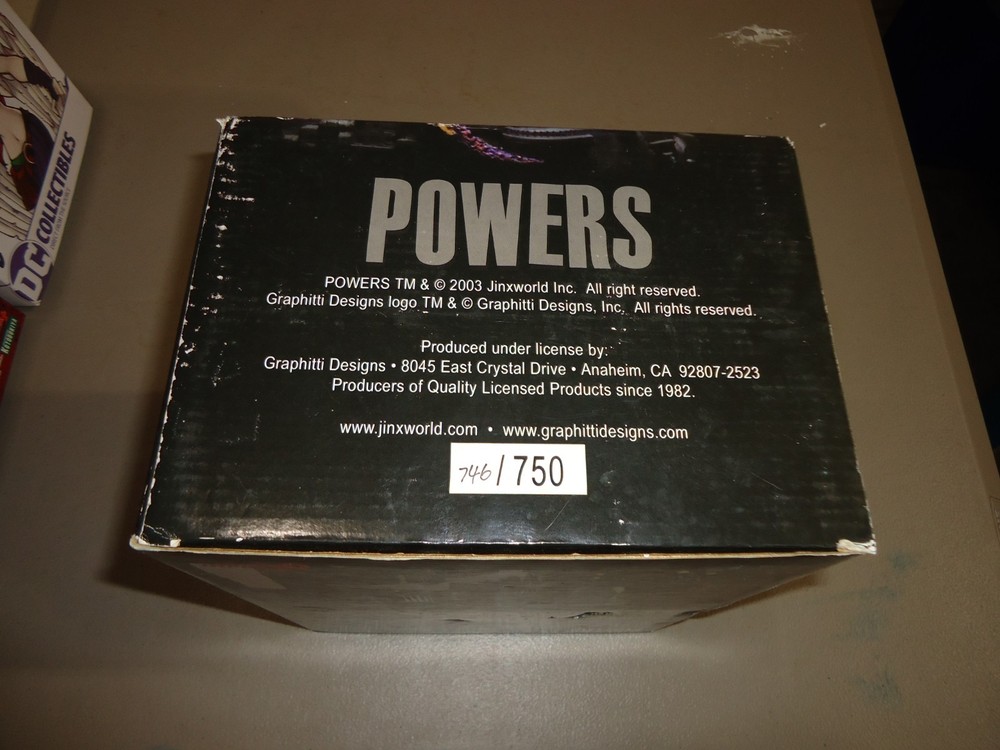 POWERS
POWERS TM & © 2003 Jinxworld Inc. All right reserved.
Graphitti Designs logo TM & © Graphitti Designs, Inc. All rights reserved.
Produced under license by:
Graphitti Designs • 8045 East Crystal Drive • Anaheim, CA 92807-2523
Producers of Quality Licensed Products since 1982.
www.jinxworld.com • www.graphittidesigns.com
746/750
DC COLLECTIBLES